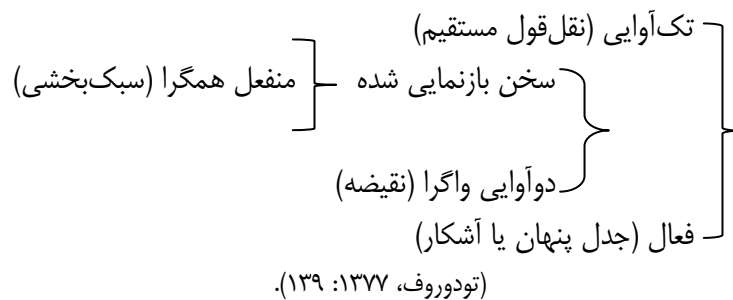 تک‌آوایی (نقل‌قول مستقیم)
سخن بازنمایی شده منفعل همگرا (سبک‌بخشی)
دوآوایی واگرا (نقیضه)
فعال (جدل پنهان یا آشکار)
(تودوروف، ۱۳۷۷: ۱۳۹).